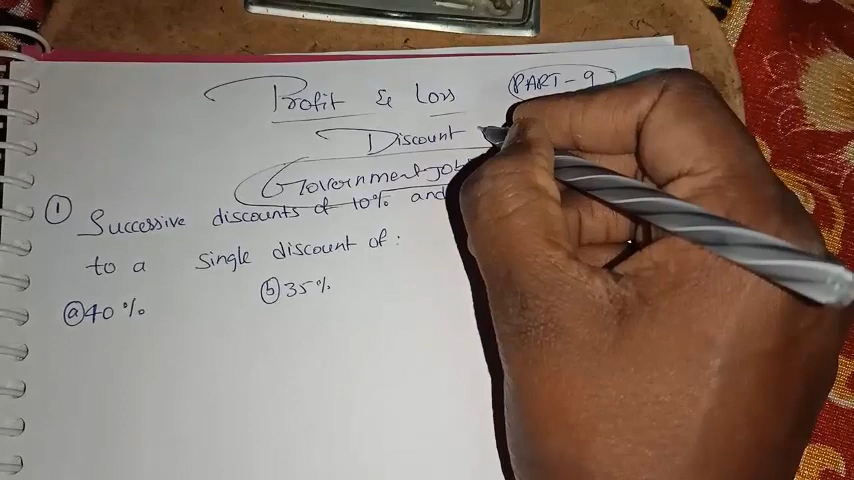 Profit & Loss
PART-9
Discount
Government job
① Successive discounts of 10% and
to a single discount of:
ⓐ 40% ⓑ 35%